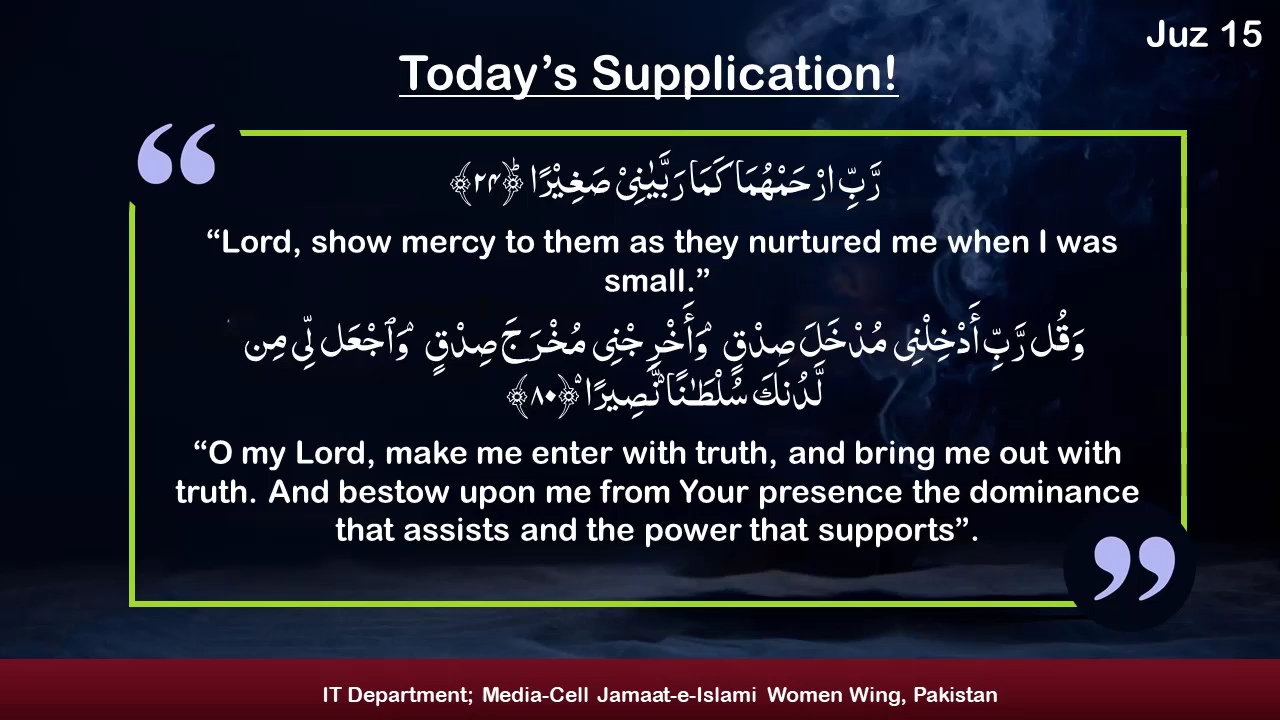 Juz 15
Today’s Supplication!
رَّبِّ ارْحَمْهُمَا كَمَا رَبَّيٰنِىْ صَغِيْرًا ؕ﴿۲۴﴾
“Lord, show mercy to them as they nurtured me when I was
small.”
وَقُل رَّبِّ أَدْخِلْنِى مُدْخَلَ صِدْقٍ وَأَخْرِجْنِى مُخْرَجَ صِدْقٍ وَٱجْعَل لِّى مِن
لَّدُنكَ سُلْطَـٰنًا نَّصِيرًا ﴿۸۰﴾
“O my Lord, make me enter with truth, and bring me out with
truth. And bestow upon me from Your presence the dominance
that assists and the power that supports”.
IT Department; Media-Cell Jamaat-e-Islami Women Wing, Pakistan